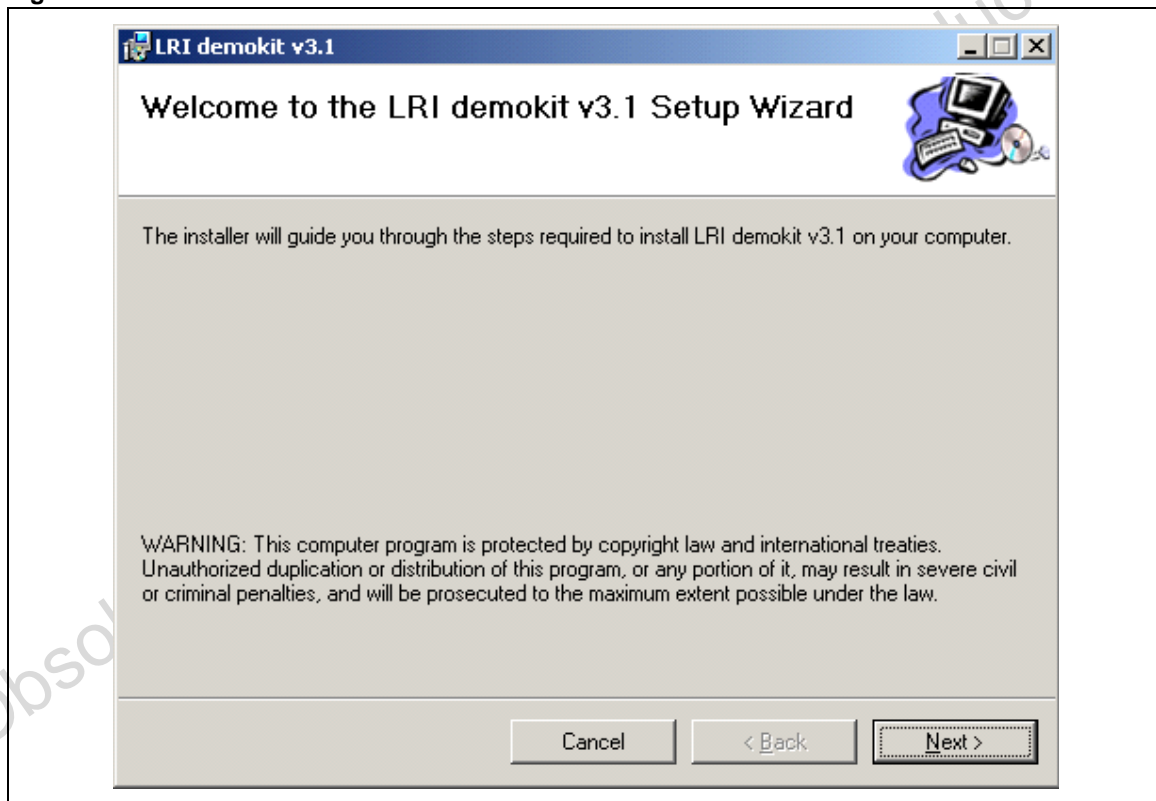 LRI demokit v3.1
Welcome to the LRI demokit v3.1 Setup Wizard
The installer will guide you through the steps required to install LRI demokit v3.1 on your computer.
WARNING: This computer program is protected by copyright law and international treaties.
Unauthorized duplication or distribution of this program, or any portion of it, may result in severe civil
or criminal penalties, and will be prosecuted to the maximum extent possible under the law.
Cancel
< Back
Next >